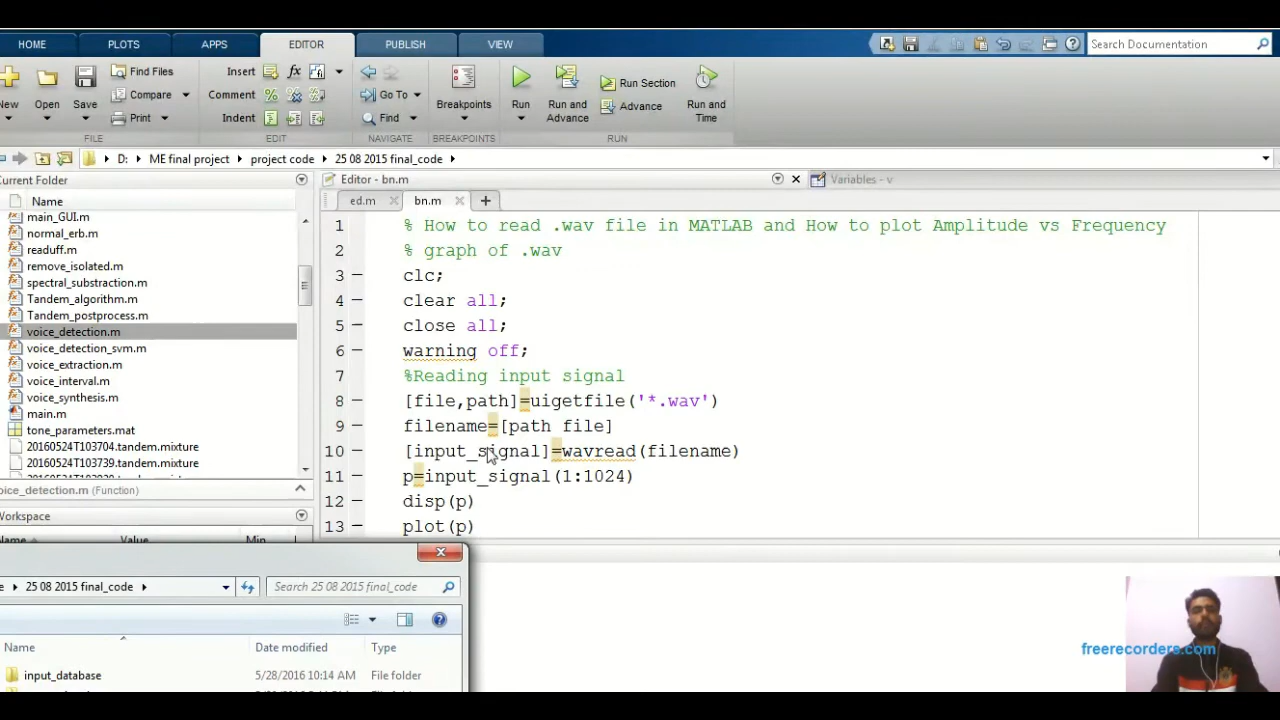 HOME PLOTS APPS EDITOR PUBLISH VIEW Search Documentation
Find Files Insert fx Run Section
New Open Save Compare Comment Go To Breakpoints Run Run and Advance Advance Run and Time
Print Indent Find
FILE EDIT NAVIGATE BREAKPOINTS RUN
D: ME final project project code 25 08 2015 final_code
Current Folder
Editor - bn.m
Variables - v
Name
ed.m bn.m +
main_GUI.m
normal_erb.m
readuff.m
remove_isolated.m
spectral_substraction.m
Tandem_algorithm.m
Tandem_postprocess.m
voice_detection.m
voice_detection_svm.m
voice_extraction.m
voice_interval.m
voice_synthesis.m
main.m
tone_parameters.mat
20160524T103704.tandem.mixture
20160524T103739.tandem.mixture
oice_detection.m (Function)
Workspace
Name Value Min
1 % How to read .wav file in MATLAB and How to plot Amplitude vs Frequency
2 % graph of .wav
3 clc;
4 clear all;
5 close all;
6 warning off;
7 %Reading input signal
8 [file,path]=uigetfile('*.wav')
9 filename=[path file]
10 [input_signal]=wavread(filename)
11 p=input_signal(1:1024)
12 disp(p)
13 plot(p)
e 25 08 2015 final_code Search 25 08 2015 final_code
Name Date modified Type
input_database 5/28/2016 10:14 AM File folder
freerecorders.com